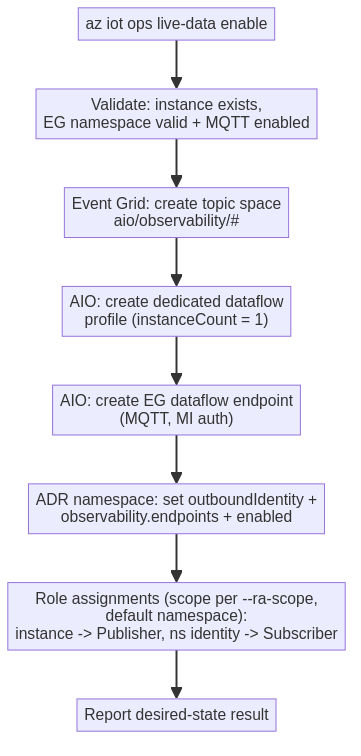 az iot ops live-data enable
Validate: instance exists,
EG namespace valid + MQTT enabled
Event Grid: create topic space
aio/observability/#
AIO: create dedicated dataflow
profile (instanceCount = 1)
AIO: create EG dataflow endpoint
(MQTT, MI auth)
ADR namespace: set outboundIdentity +
observability.endpoints + enabled
Role assignments (scope per --ra-scope,
default namespace):
instance -> Publisher, ns identity -> Subscriber
Report desired-state result